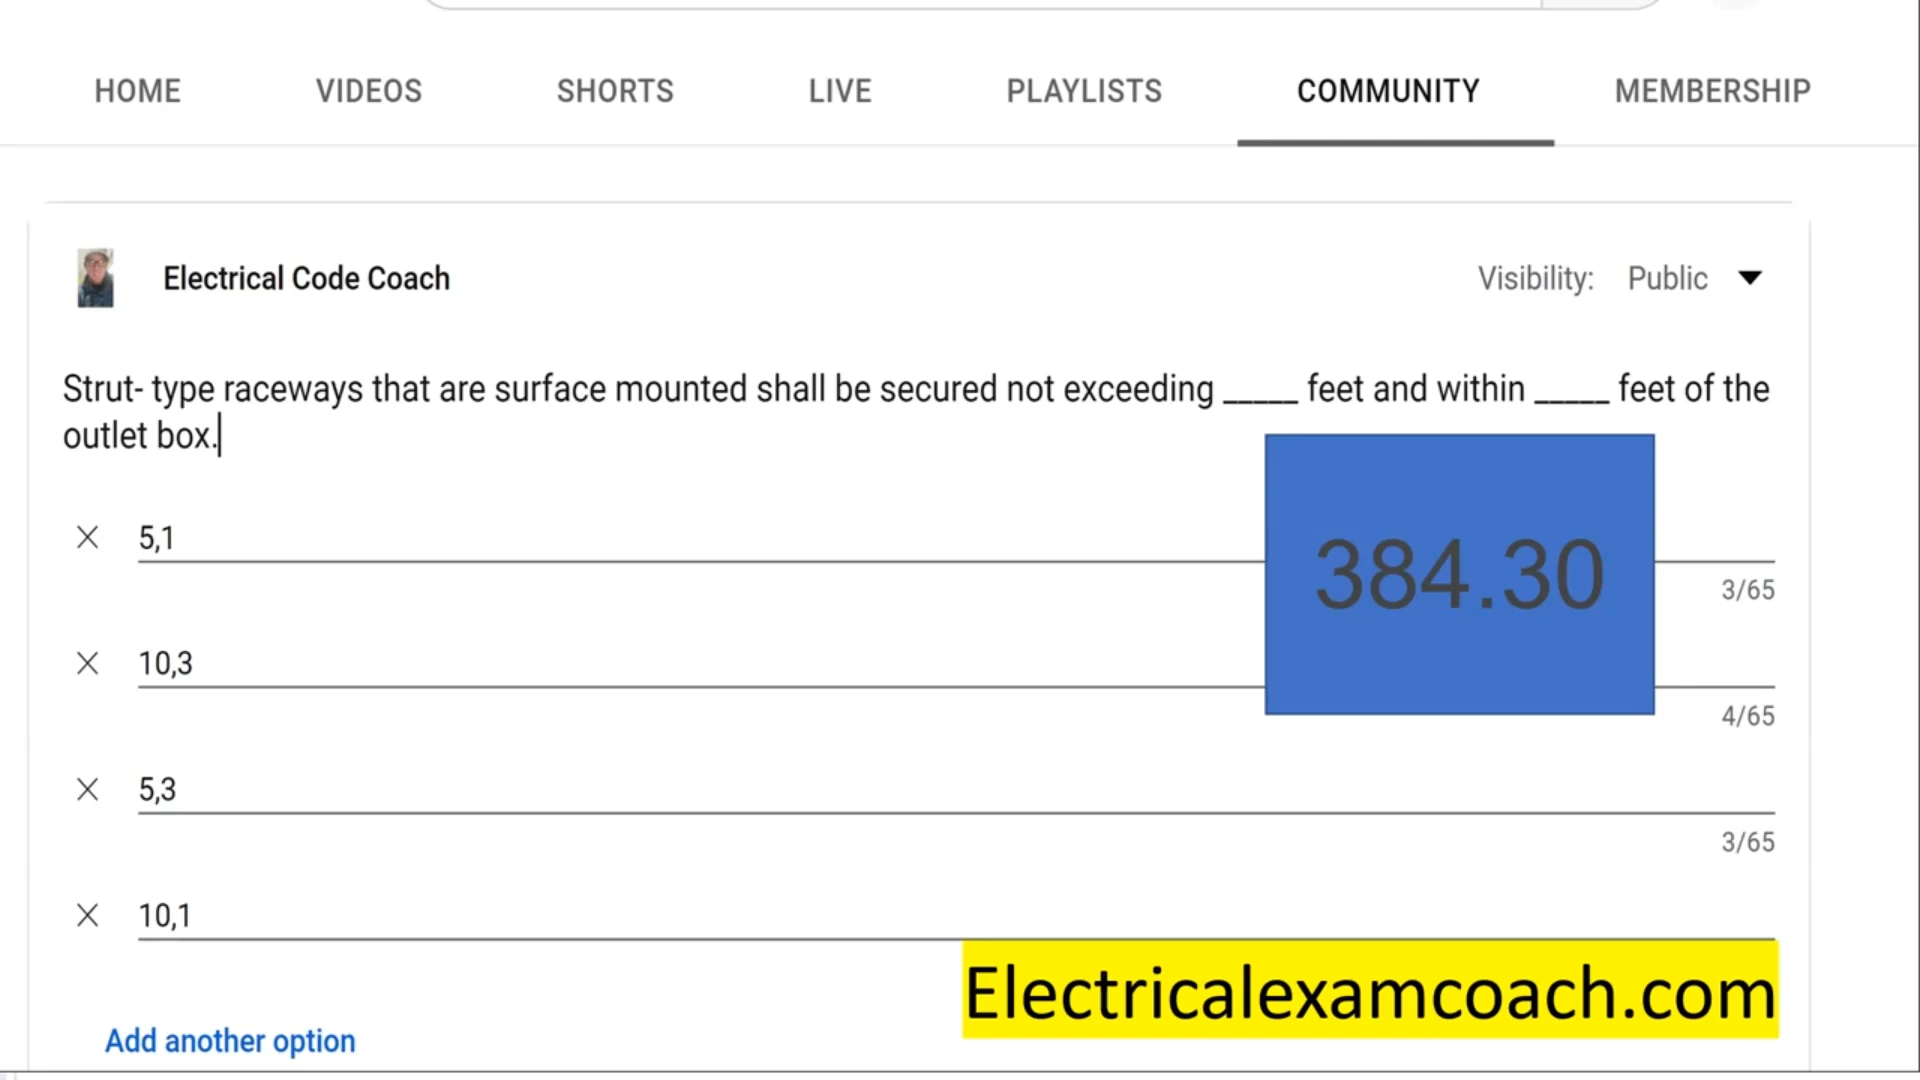 HOME VIDEOS SHORTS LIVE PLAYLISTS COMMUNITY MEMBERSHIP
Electrical Code Coach Visibility: Public
Strut- type raceways that are surface mounted shall be secured not exceeding _____ feet and within _____ feet of the
outlet box.
5,1
3/65
10,3
4/65
384.30
5,3
3/65
10,1
Electricalexamcoach.com
Add another option